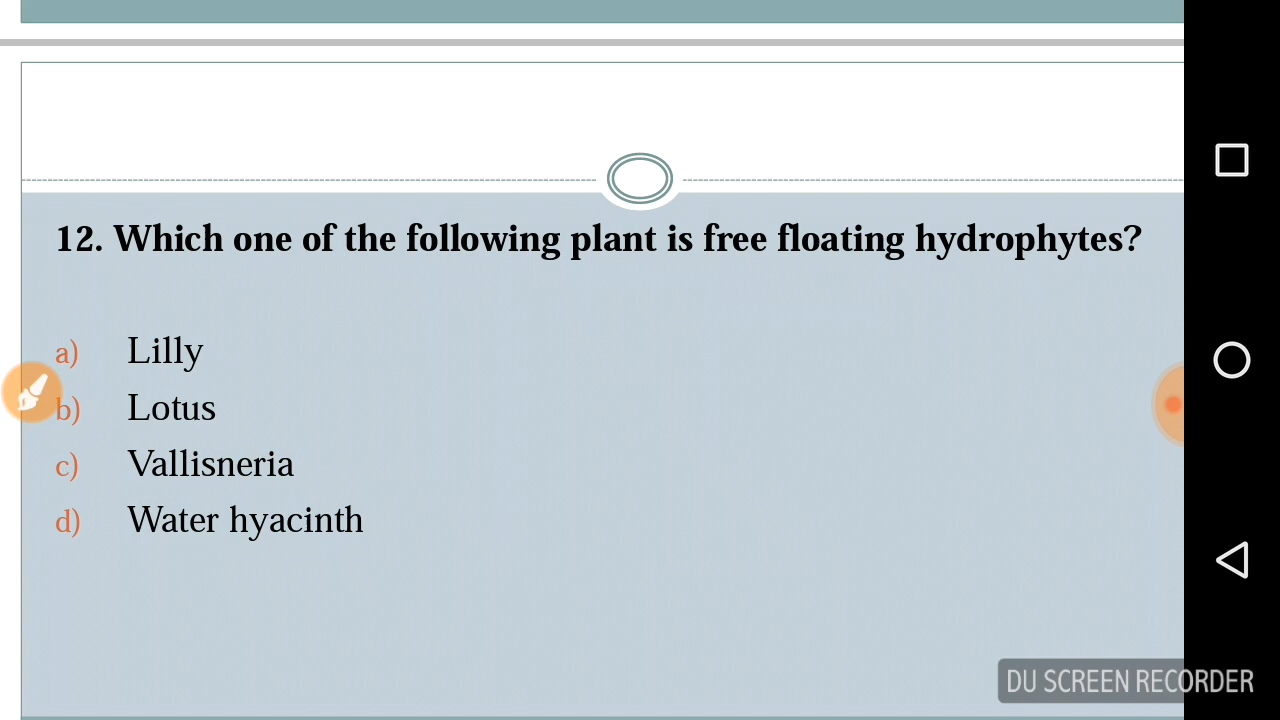 12. Which one of the following plant is free floating hydrophytes?
a) Lilly
b) Lotus
c) Vallisneria
d) Water hyacinth
DU SCREEN RECORDER